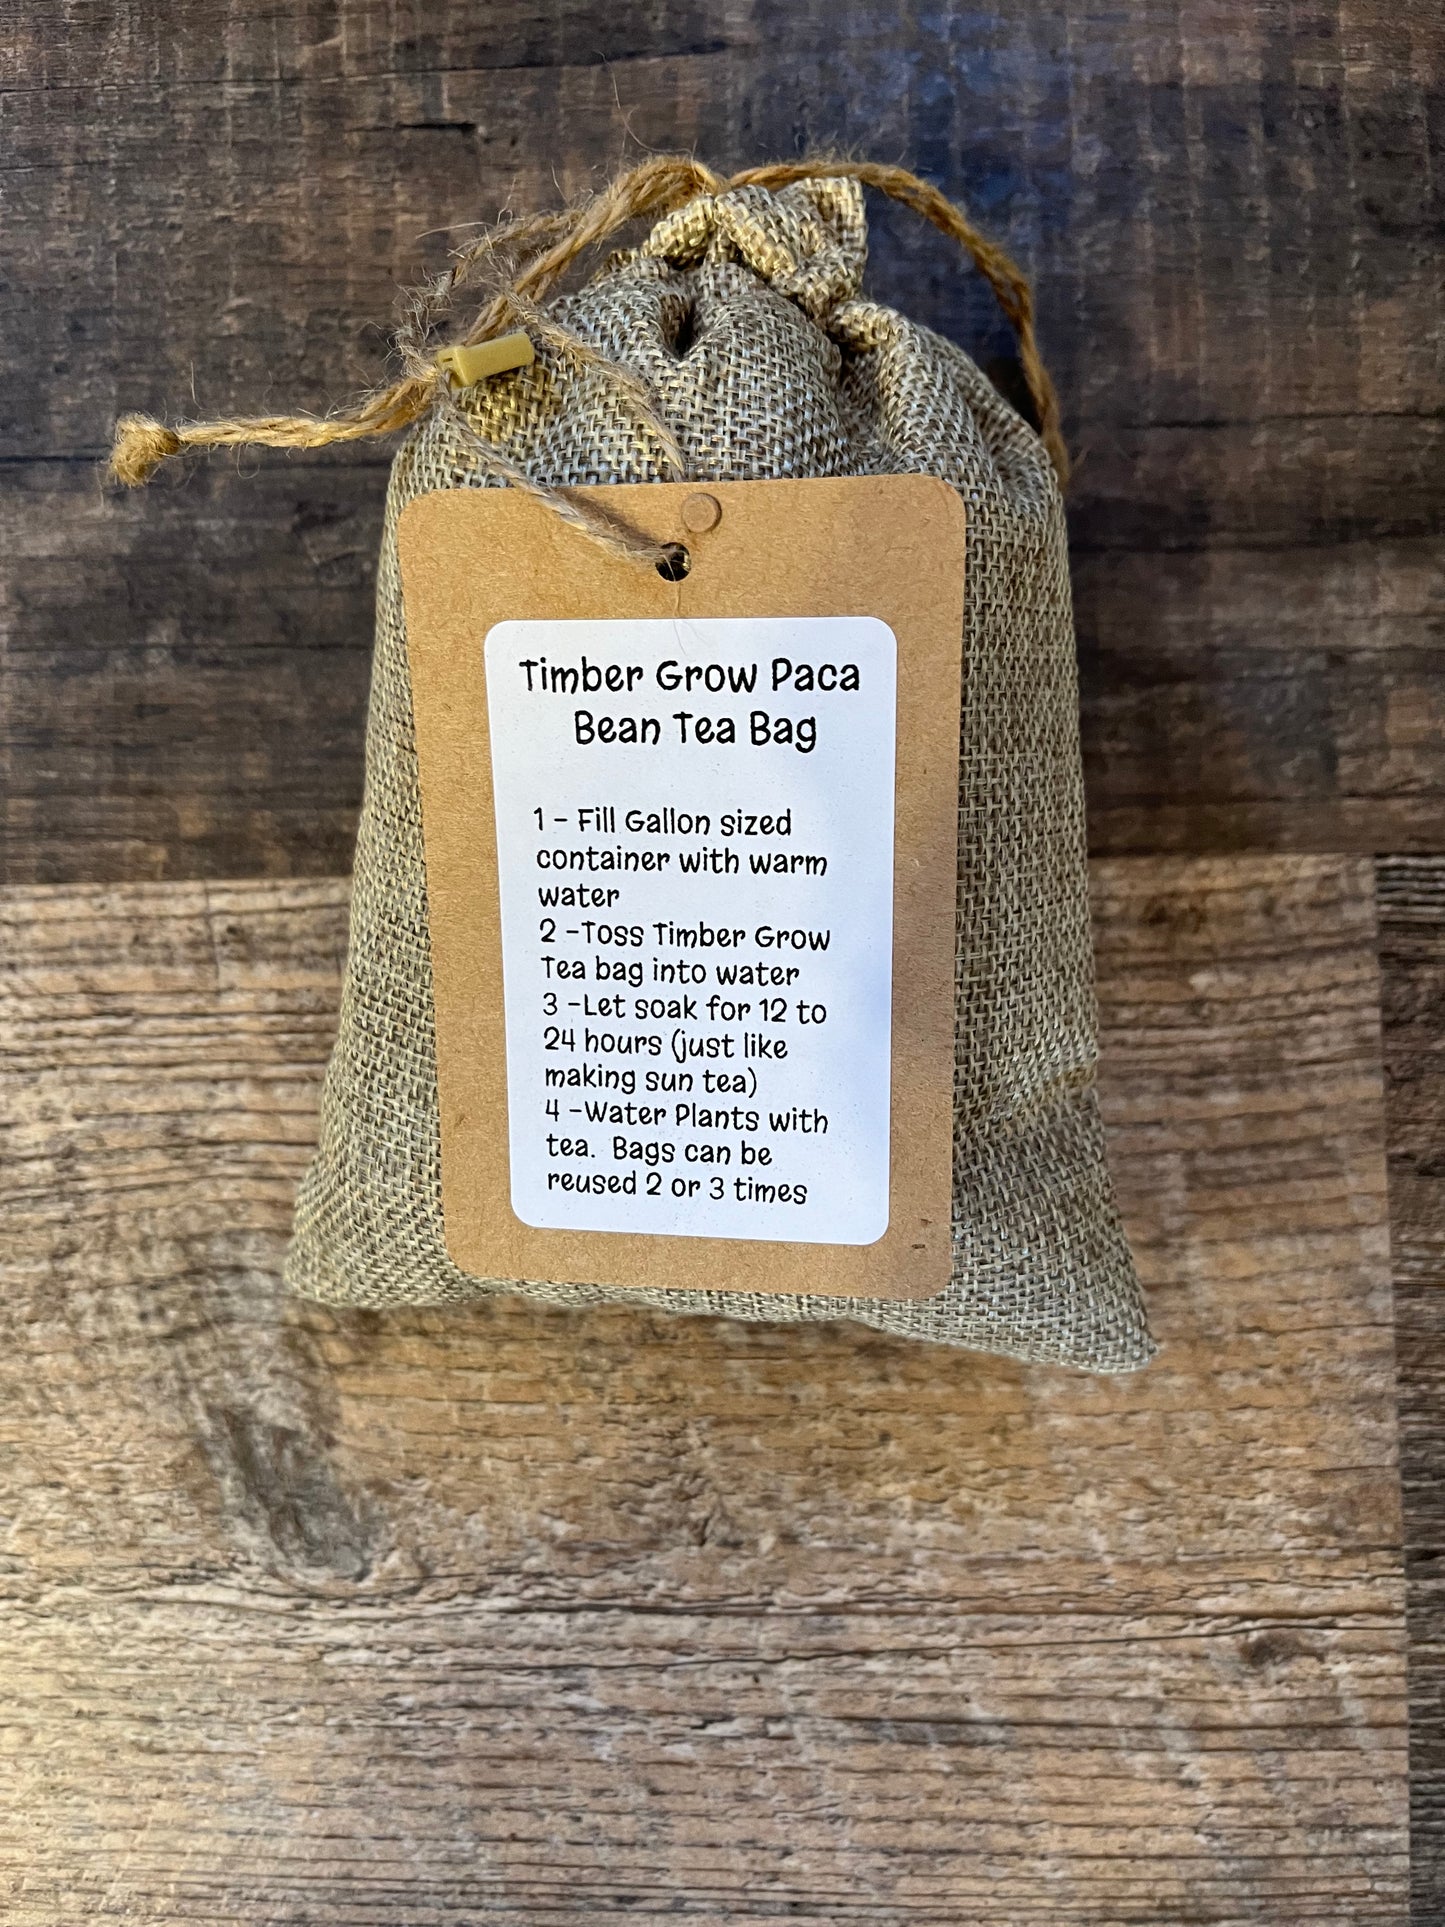 Timber Grow Paca
Bean Tea Bag
1 - Fill Gallon sized
container with warm
water
2 -Toss Timber Grow
Tea bag into water
3 -Let soak for 12 to
24 hours (just like
making sun tea)
4 -Water Plants with
tea. Bags can be
reused 2 or 3 times